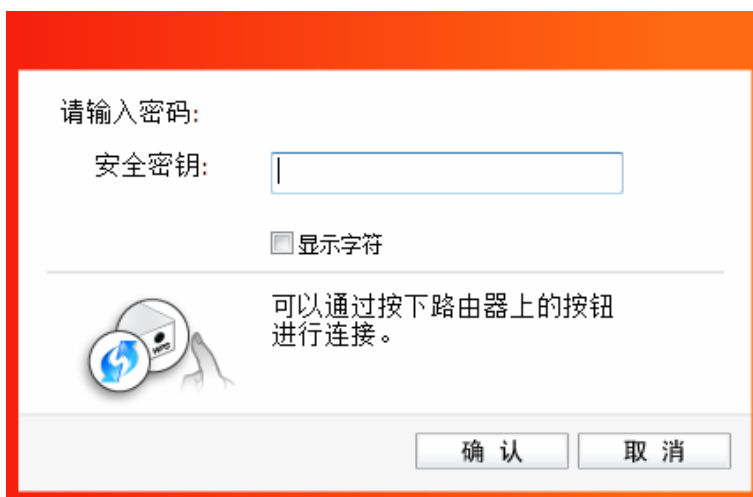 请输入密码:
安全密钥:
显示字符
可以通过按下路由器上的按钮
进行连接。
WPS
确 认
取 消